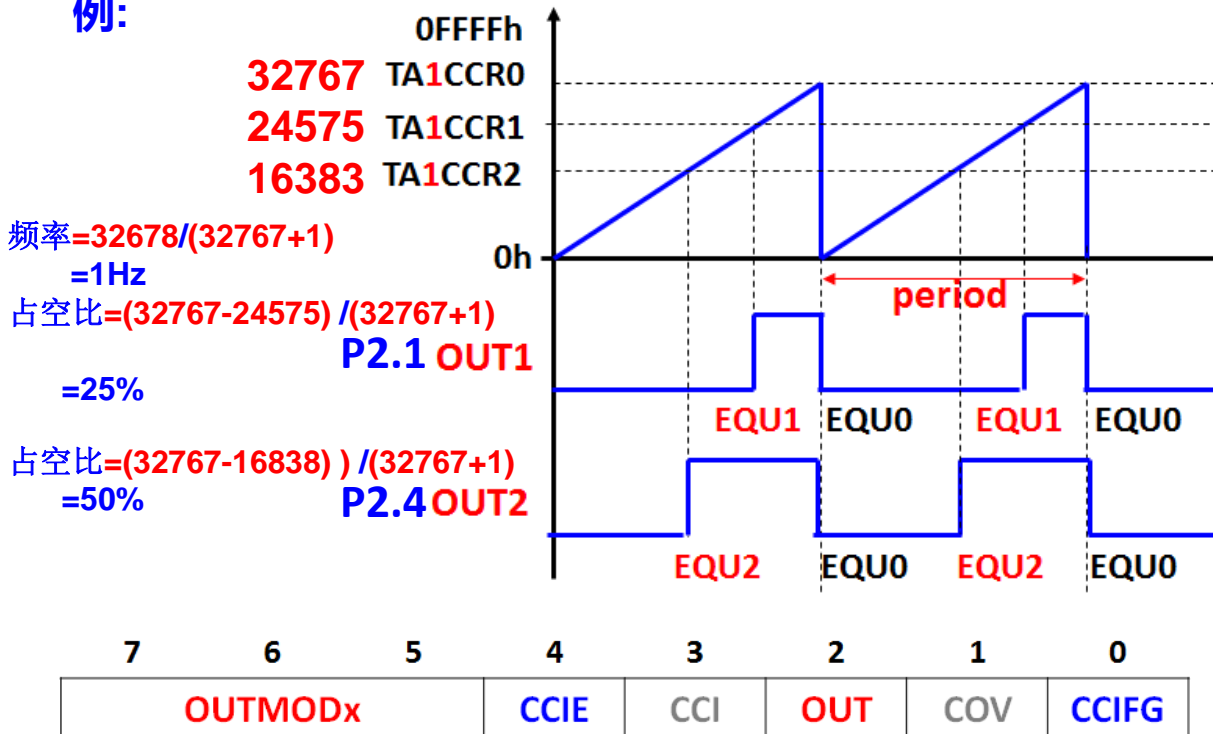 例:
0FFFFh
32767 TA1CCR0
24575 TA1CCR1
16383 TA1CCR2
频率=32678/(32767+1)
=1Hz
0h
period
占空比=(32767-24575) /(32767+1)
P2.1 OUT1
=25%
EQU1 EQU0 EQU1 EQU0
占空比=(32767-16838) ) /(32767+1)
=50%
P2.4 OUT2
EQU2 EQU0 EQU2 EQU0
7 6 5 4 3 2 1 0
OUTMODx CCIE CCI OUT COV CCIFG